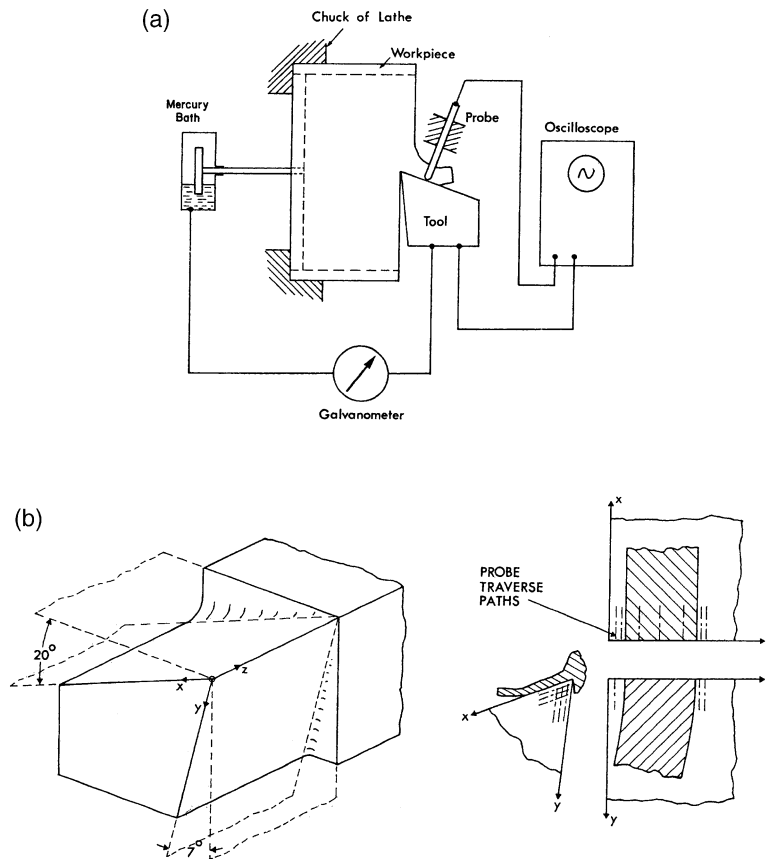 (a)
Chuck of Lathe
Workpiece
Mercury
Bath
Probe
Oscilloscope
Tool
Galvanometer
(b)
x
PROBE
TRAVERSE
PATHS
20°
x
z
y
7°
x
y
y